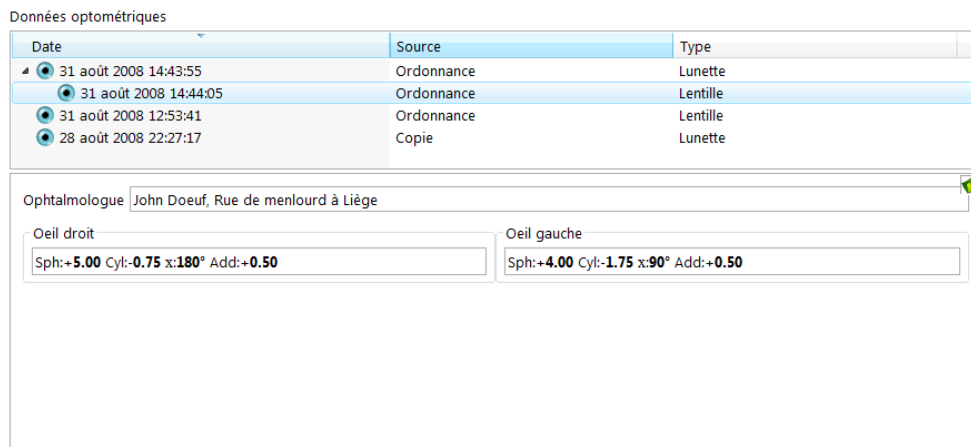 Données optométriques
Date Source Type
31 août 2008 14:43:55 Ordonnance Lunette
31 août 2008 14:44:05 Ordonnance Lentille
31 août 2008 12:53:41 Ordonnance Lentille
28 août 2008 22:27:17 Copie Lunette
Ophtalmologue John Doeuf, Rue de menlourd à Liège
Oeil droit Oeil gauche
Sph:+5.00 Cyl:-0.75 x:180° Add:+0.50 Sph:+4.00 Cyl:-1.75 x:90° Add:+0.50